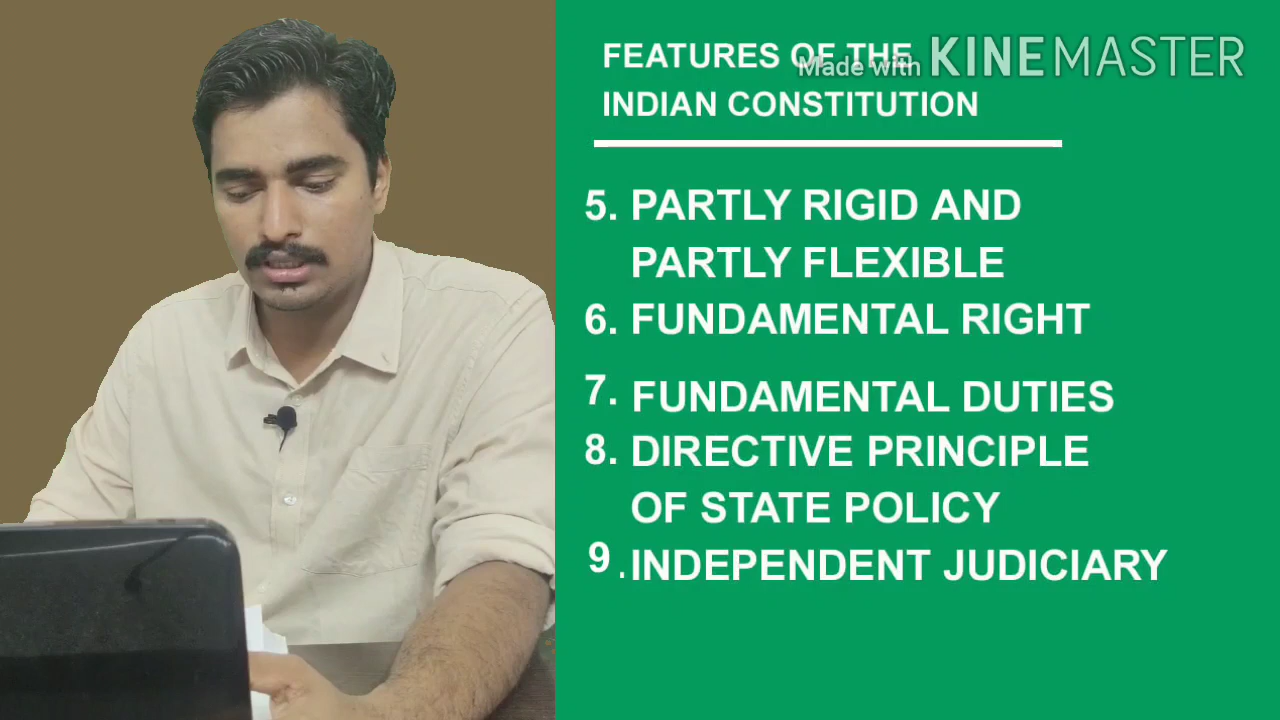 FEATURES OF THE
Made with KINEMASTER
INDIAN CONSTITUTION
5. PARTLY RIGID AND
PARTLY FLEXIBLE
6. FUNDAMENTAL RIGHT
7. FUNDAMENTAL DUTIES
8. DIRECTIVE PRINCIPLE
OF STATE POLICY
9 . INDEPENDENT JUDICIARY